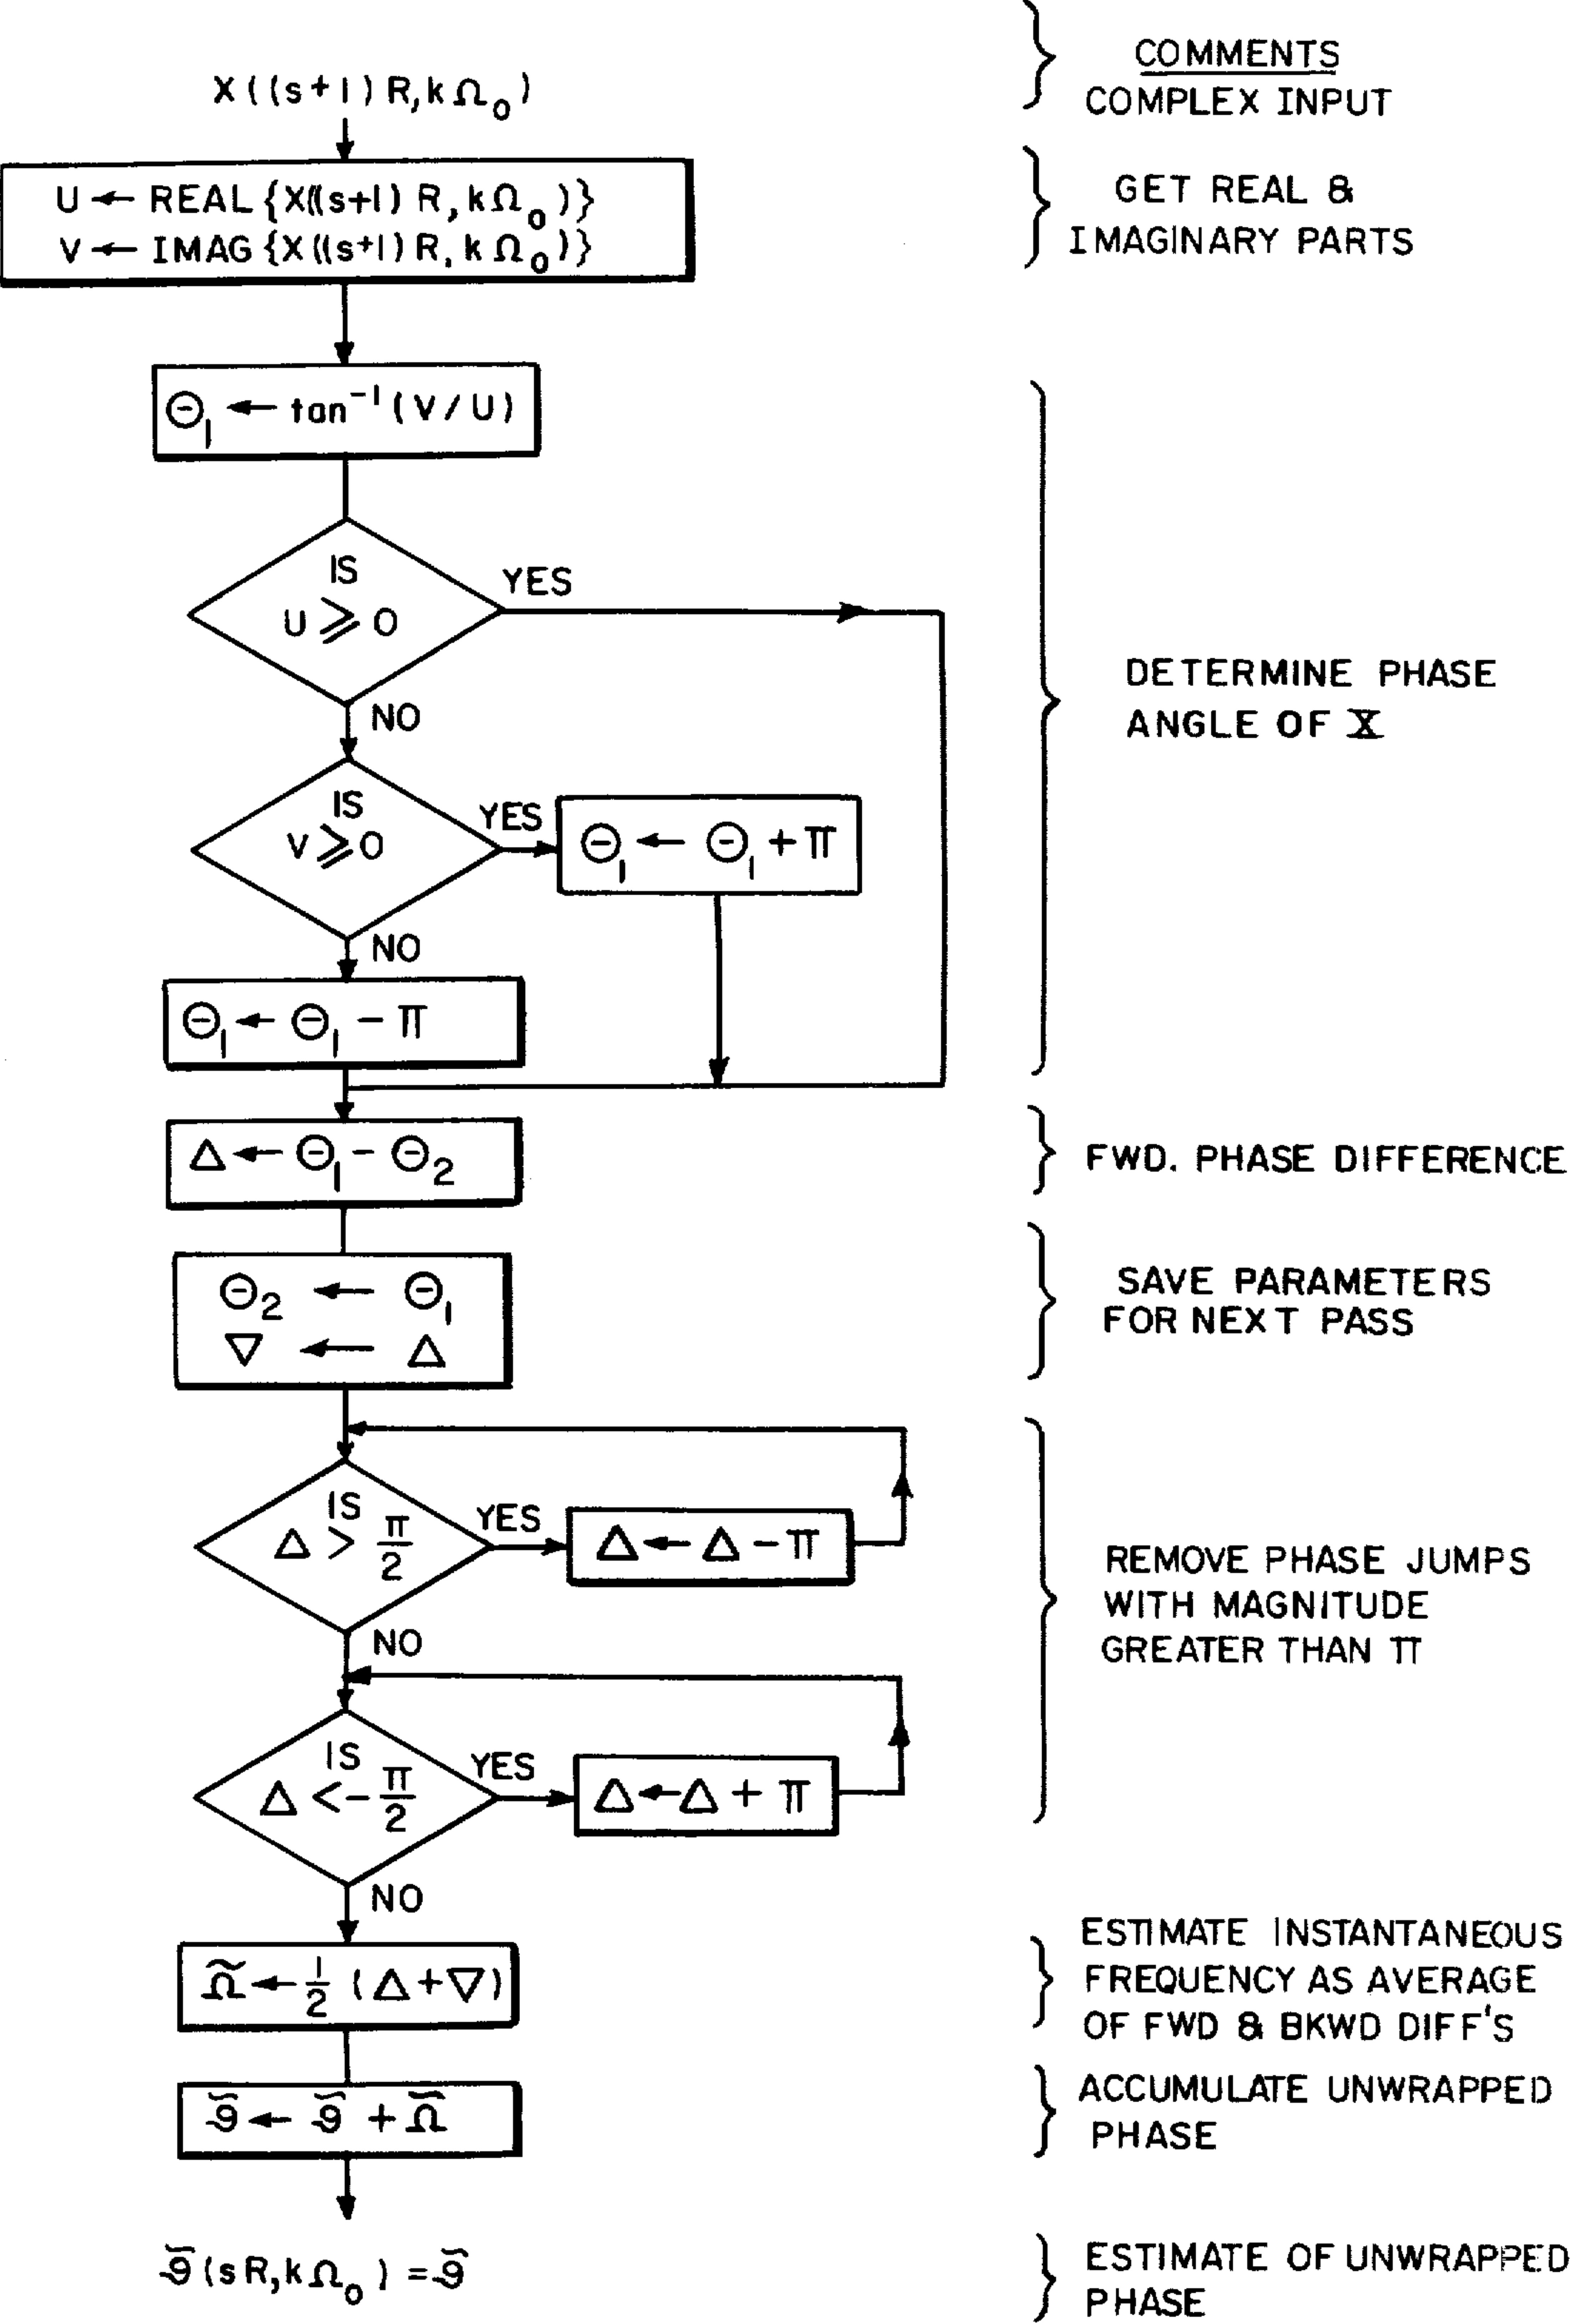 COMMENTS
X((s+1)R,kΩ₀)
COMPLEX INPUT
U ← REAL{X((s+1)R,kΩ₀)}
V ← IMAG{X((s+1)R,kΩ₀)}
GET REAL &
IMAGINARY PARTS
Θ₁ ← tan⁻¹(V/U)
IS
U ⩾ 0
YES
NO
IS
V ⩾ 0
YES
Θ₁ ← Θ₁ + π
NO
Θ₁ ← Θ₁ - π
DETERMINE PHASE
ANGLE OF X
Δ ← Θ₁ - Θ₂
FWD. PHASE DIFFERENCE
Θ₂ ← Θ₁
∇ ← Δ
SAVE PARAMETERS
FOR NEXT PASS
IS
Δ > π/2
YES
Δ ← Δ - π
NO
IS
Δ < -π/2
YES
Δ ← Δ + π
NO
REMOVE PHASE JUMPS
WITH MAGNITUDE
GREATER THAN π
Ω̃ ← 1/2 (Δ + ∇)
ESTIMATE INSTANTANEOUS
FREQUENCY AS AVERAGE
OF FWD & BKWD DIFF'S
ϑ̃ ← ϑ̃ + Ω̃
ACCUMULATE UNWRAPPED
PHASE
ϑ̃(sR,kΩ₀) = ϑ̃
ESTIMATE OF UNWRAPPED
PHASE